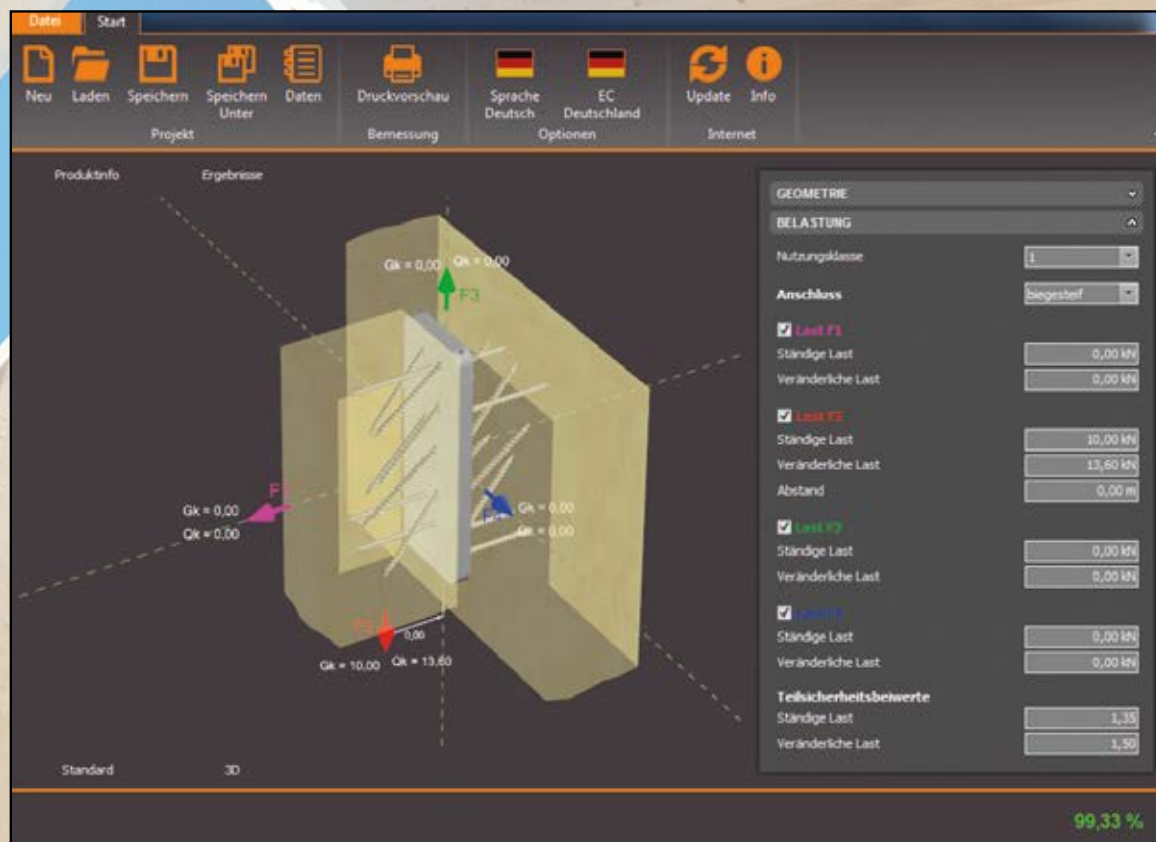 Datei Start
Neu Laden Speichern Speichern Unter Daten Druckvorschau Sprache Deutsch EC Deutschland Update Info
Projekt Bemessung Optionen Internet
Produktinfo Ergebnisse
Gk = 0,00 Qk = 0,00
F3
Gk = 0,00
Qk = 0,00
Gk = 0,00
Qk = 0,00
0,00
Gk = 10,00 Qk = 13,60
Standard 3D
GEOMETRIE
BELASTUNG
Nutzungsklasse 1
Anschluss biegesteif
Last F1
Ständige Last 0,00 kN
Veränderliche Last 0,00 kN
Last
Ständige Last 10,00 kN
Veränderliche Last 13,60 kN
Abstand 0,00 m
Last F3
Ständige Last 0,00 kN
Veränderliche Last 0,00 kN
Last
Ständige Last 0,00 kN
Veränderliche Last 0,00 kN
Teilsicherheitsbeiwerte
Ständige Last 1,35
Veränderliche Last 1,50
99,33 %